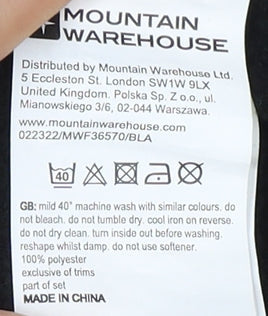 MOUNTAIN
WAREHOUSE
Distributed by Mountain Warehouse Ltd.
5 Eccleston St. London SW1W 9LX
United Kingdom. Polska Sp. Z o.o., ul.
Mianowskiego 3/6, 02-044 Warszawa.
www.mountainwarehouse.com
022322/MWF36570/BLA
40
GB: mild 40° machine wash with similar colours. do
not bleach. do not tumble dry. cool iron on reverse.
do not dry clean. turn inside out before washing.
reshape whilst damp. do not use softener.
100% polyester
exclusive of trims
part of set
MADE IN CHINA